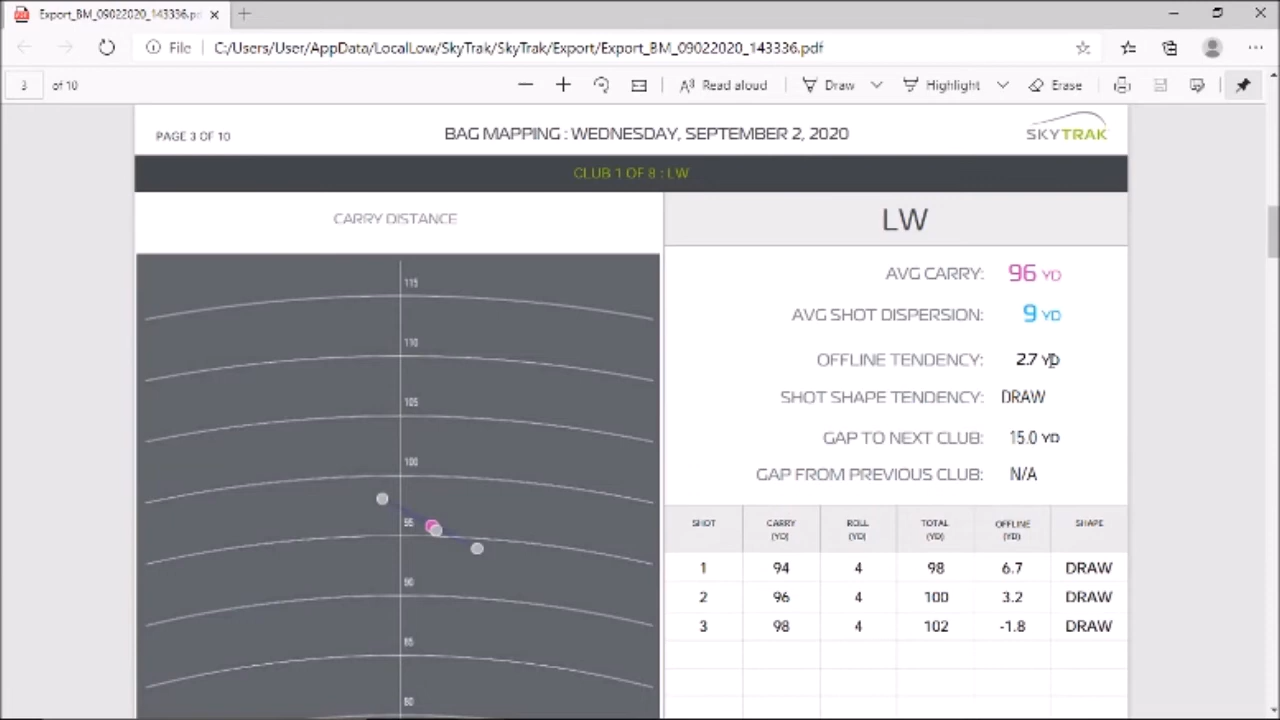 Export_BM_09022020_143336.pd
File C:/Users/User/AppData/LocalLow/SkyTrak/SkyTrak/Export/Export_BM_09022020_143336.pdf
3 of 10 Read aloud Draw Highlight Erase
PAGE 3 OF 10 BAG MAPPING : WEDNESDAY, SEPTEMBER 2, 2020 SKYTRAK
CLUB 1 OF 8 : LW
CARRY DISTANCE
115
110
105
100
95
90
85
80
LW
AVG CARRY: 96 YD
AVG SHOT DISPERSION: 9 YD
OFFLINE TENDENCY: 2.7 YD
SHOT SHAPE TENDENCY: DRAW
GAP TO NEXT CLUB: 15.0 YD
GAP FROM PREVIOUS CLUB: N/A
SHOT CARRY (YD) ROLL (YD) TOTAL (YD) OFFLINE (YD) SHAPE
1 94 4 98 6.7 DRAW
2 96 4 100 3.2 DRAW
3 98 4 102 -1.8 DRAW